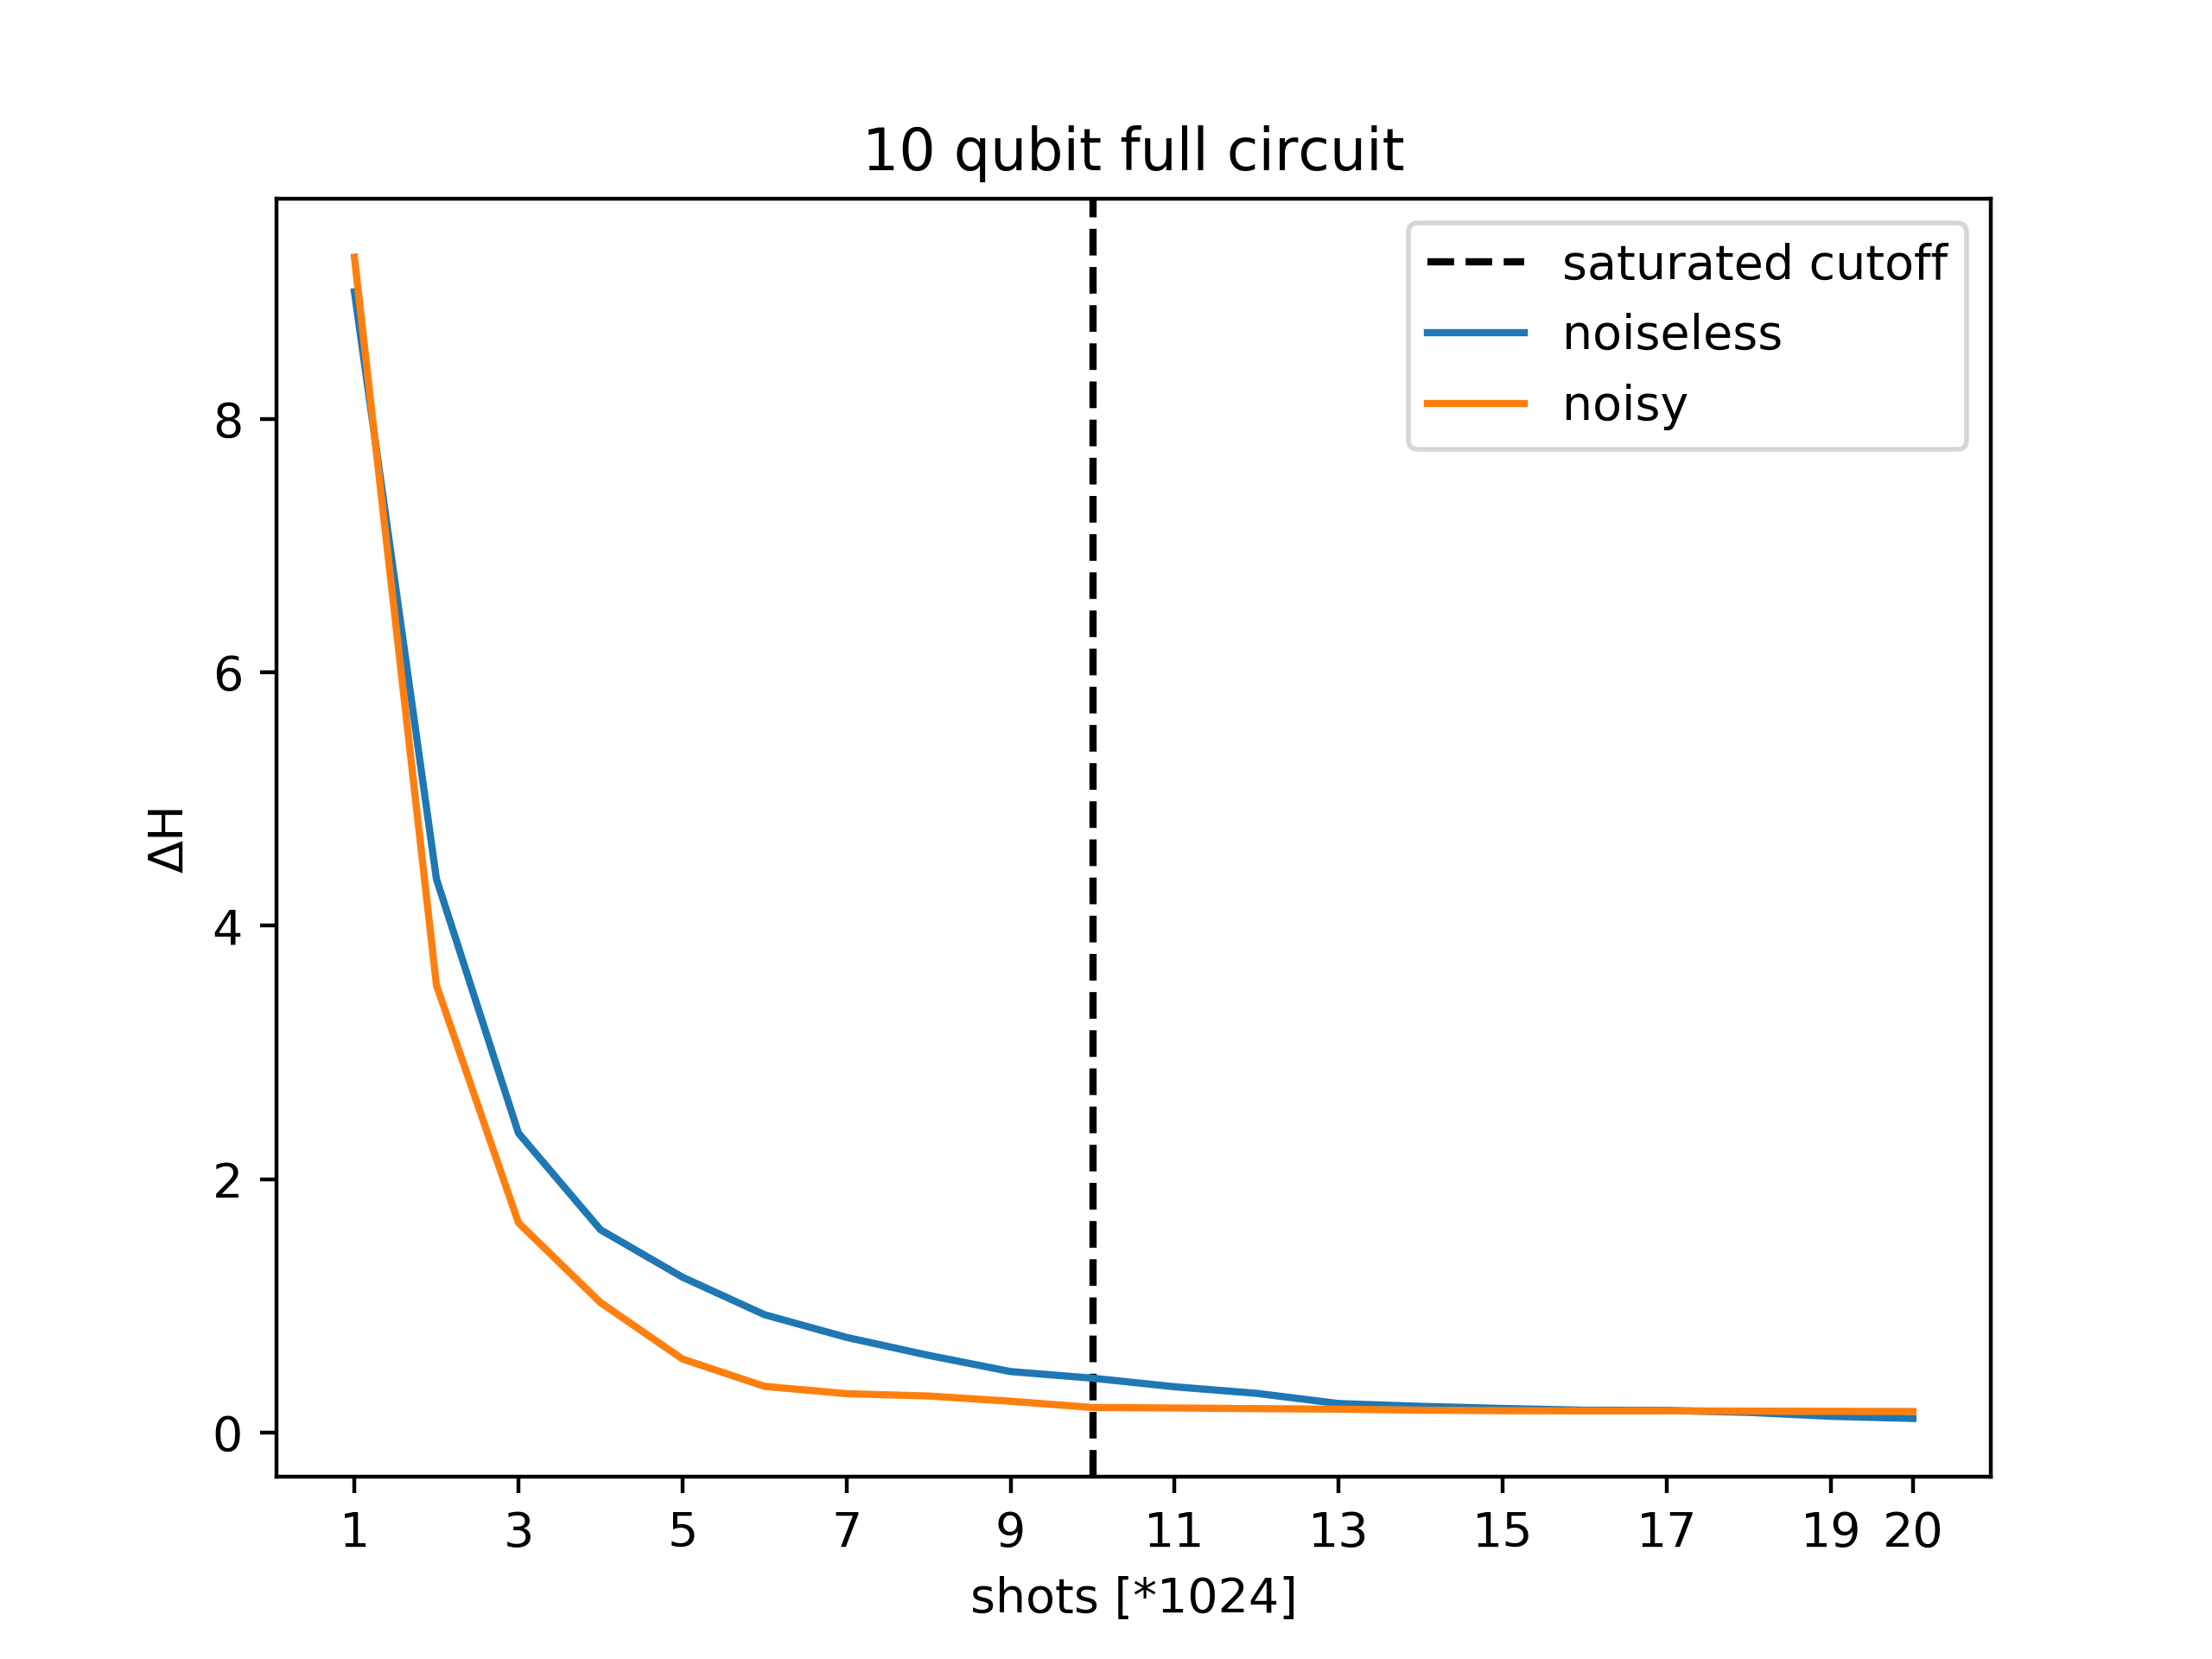 10 qubit full circuit
saturated cutoff
noiseless
noisy
ΔH
8
6
4
2
0
1 3 5 7 9 11 13 15 17 19 20
shots [*1024]